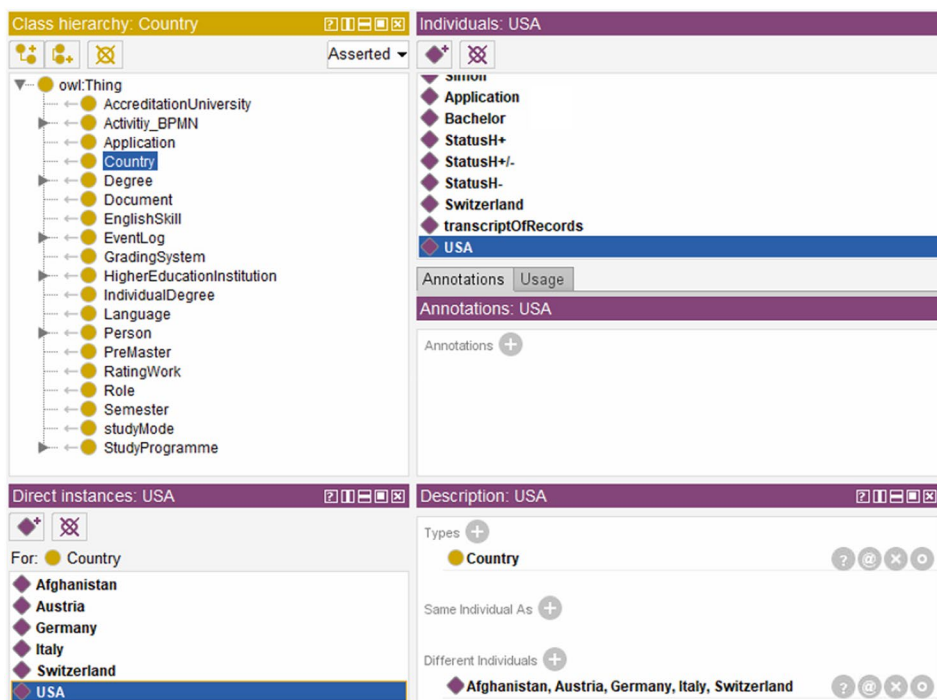 Class hierarchy: Country
Asserted
owl:Thing
AccreditationUniversity
Activitiy_BPMN
Application
Country
Degree
Document
EnglishSkill
EventLog
GradingSystem
HigherEducationInstitution
IndividualDegree
Language
Person
PreMaster
RatingWork
Role
Semester
studyMode
StudyProgramme
Individuals: USA
Simon
Application
Bachelor
StatusH+
StatusH+/-
StatusH-
Switzerland
transcriptOfRecords
USA
Annotations Usage
Annotations: USA
Annotations
Direct instances: USA
For: Country
Afghanistan
Austria
Germany
Italy
Switzerland
USA
Description: USA
Types
Country
Same Individual As
Different Individuals
Afghanistan, Austria, Germany, Italy, Switzerland